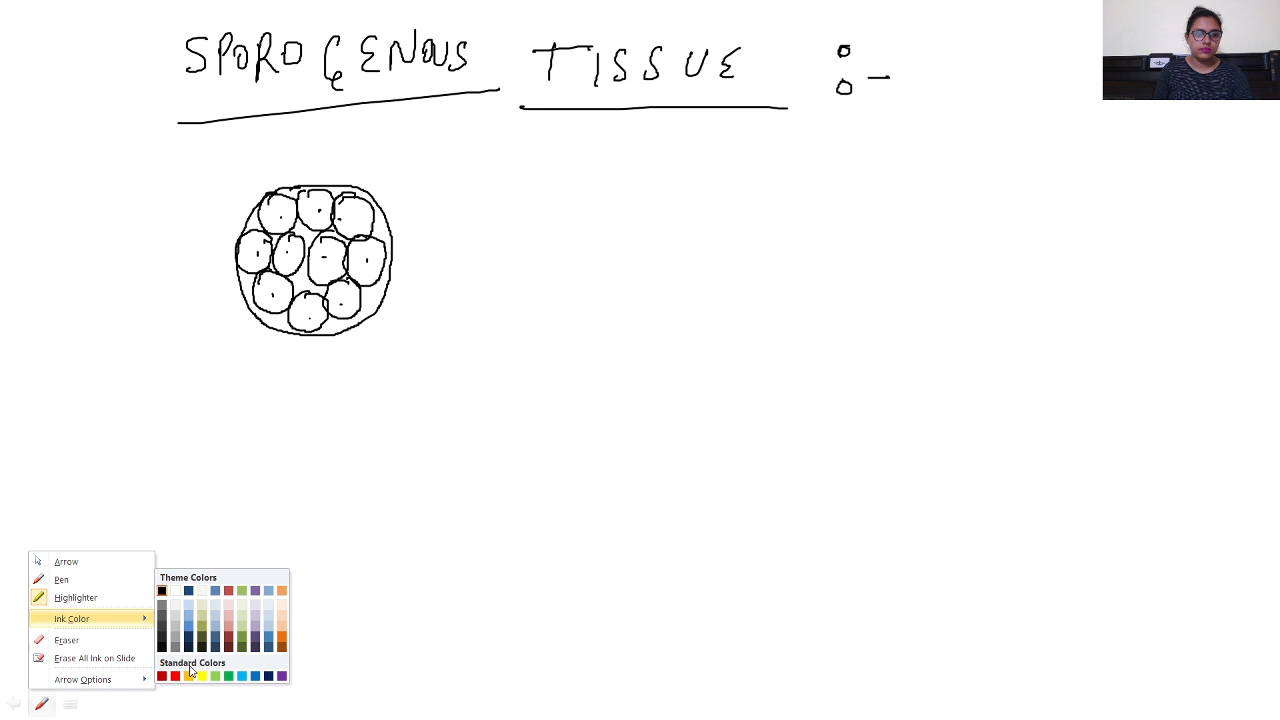 SPOROGENOUS TISSUE :-
Arrow
Pen
Highlighter
Ink Color
Eraser
Erase All Ink on Slide
Arrow Options
Theme Colors
Standard Colors